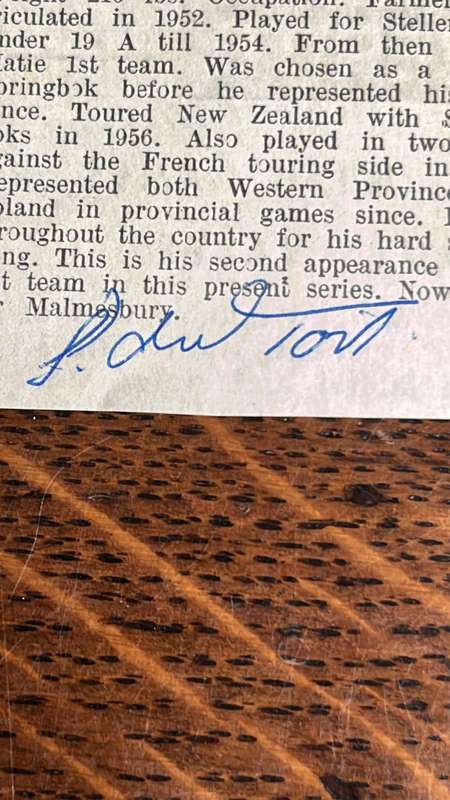 riculated in 1952. Played for Stelle
nder 19 A till 1954. From then
atie 1st team. Was chosen as a
pringbok before he represented his
nce. Toured New Zealand with S
oks in 1956. Also played in two
gainst the French touring side in
epresented both Western Province
oland in provincial games since.
roughout the country for his hard s
ng. This is his second appearance
t team in this present series. Now
r Malmesbury.
P. du Toit